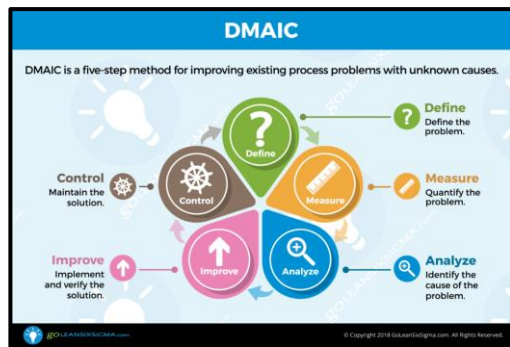 DMAIC
DMAIC is a five-step method for improving existing process problems with unknown causes.
Define
Define
Define the
problem.
Control
Maintain the
solution.
Control
Measure
Measure
Quantify the
problem.
Improve
Implement
and verify the
solution.
Improve
Analyze
Analyze
Identify the
cause of the
problem.
goLEANSIXSIGMA.com
© Copyright 2018 GoLeanSixSigma.com. All Rights Reserved.